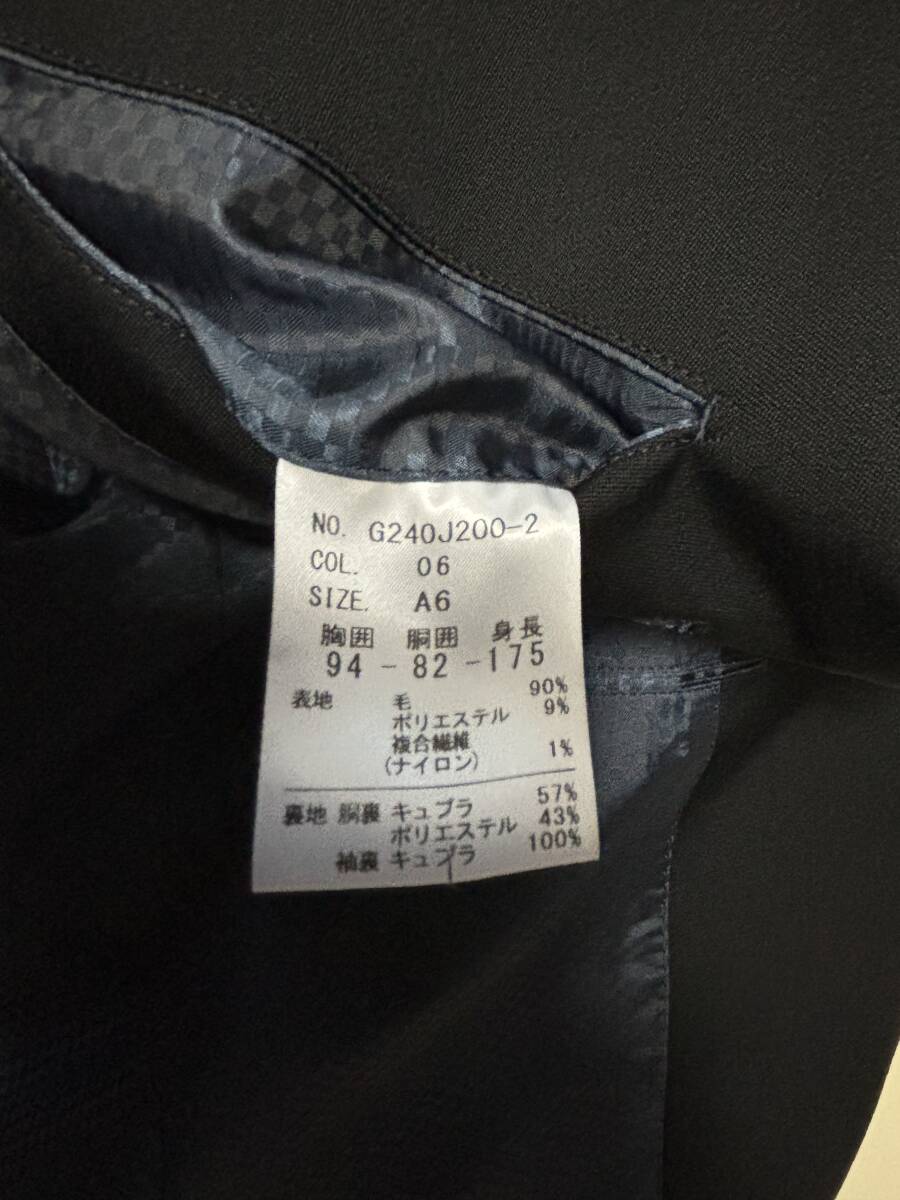 NO. G240J200-2
COL. 06
SIZE. A6
胸囲 胴囲 身長
94 - 82 - 175
表地 毛 90%
ポリエステル 9%
複合繊維
(ナイロン) 1%
裏地 胴裏 キュプラ 57%
ポリエステル 43%
袖裏 キュプラ 100%